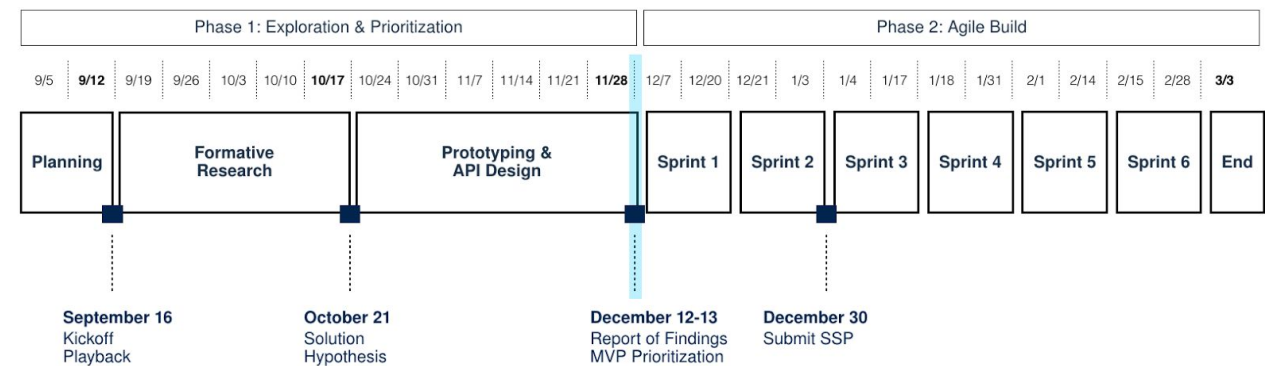 Phase 1: Exploration & Prioritization
Phase 2: Agile Build
9/5 9/12 9/19 9/26 10/3 10/10 10/17 10/24 10/31 11/7 11/14 11/21 11/28 12/7 12/20 12/21 1/3 1/4 1/17 1/18 1/31 2/1 2/14 2/15 2/28 3/3
Planning
Formative
Research
Prototyping &
API Design
Sprint 1
Sprint 2
Sprint 3
Sprint 4
Sprint 5
Sprint 6
End
September 16
Kickoff
Playback
October 21
Solution
Hypothesis
December 12-13
Report of Findings
MVP Prioritization
December 30
Submit SSP